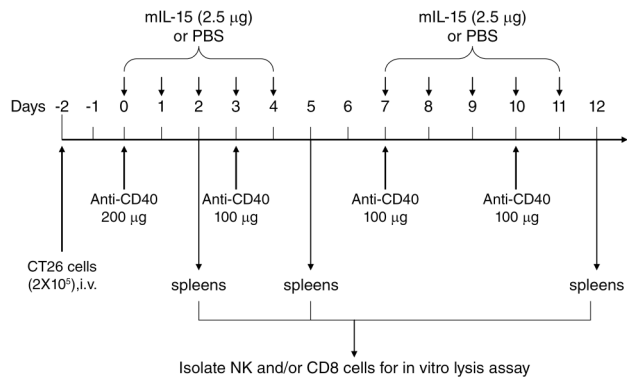 mIL-15 (2.5 μg) mIL-15 (2.5 μg)
or PBS or PBS
Days -2 -1 0 1 2 3 4 5 6 7 8 9 10 11 12
Anti-CD40 Anti-CD40 Anti-CD40 Anti-CD40
200 μg 100 μg 100 μg 100 μg
CT26 cells
(2X10⁵),i.v.
spleens spleens spleens
Isolate NK and/or CD8 cells for in vitro lysis assay